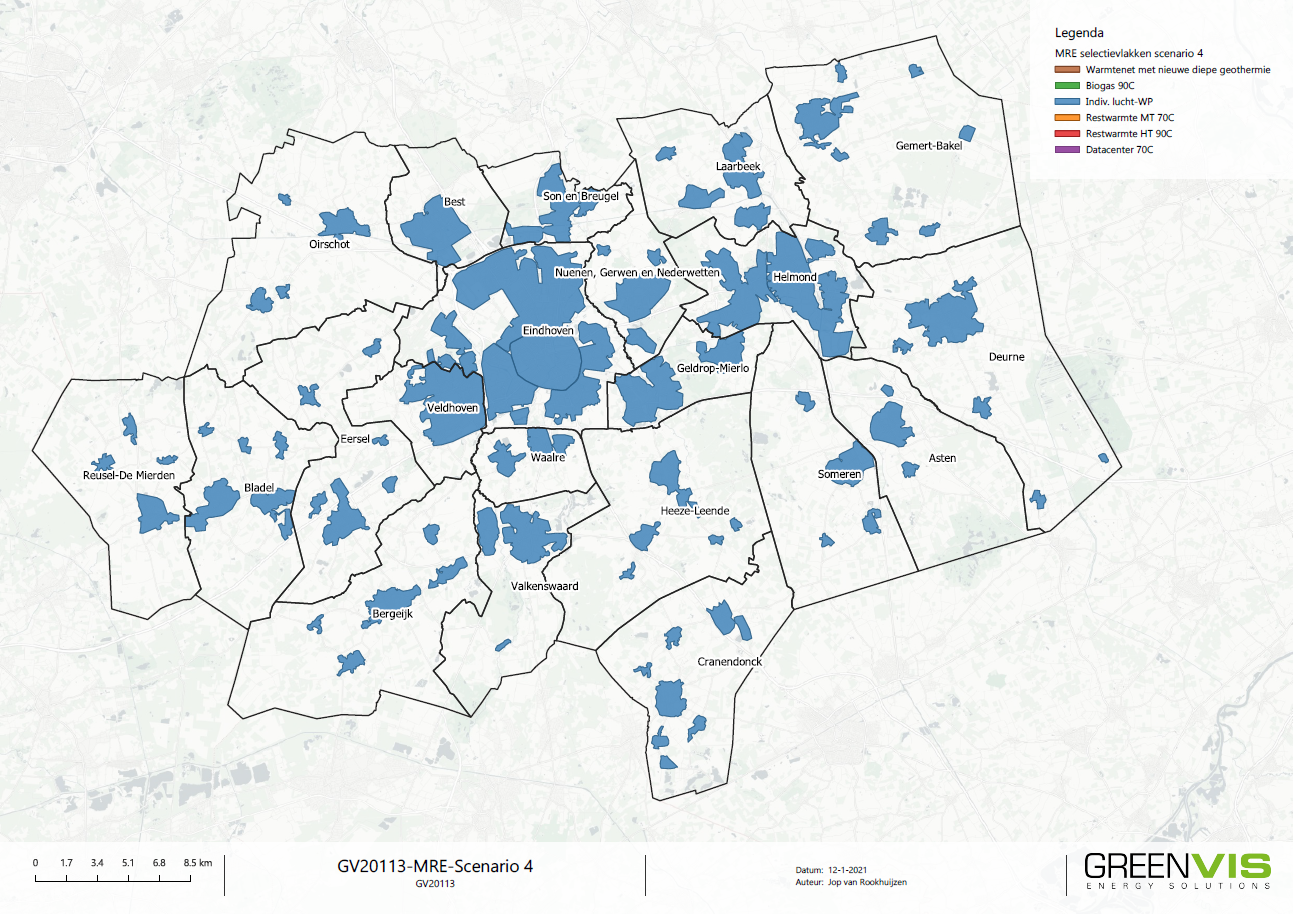 Legenda
MRE selectievlakken scenario 4
Warmtenet met nieuwe diepe geothermie
Biogas 90C
Indiv. lucht-WP
Restwarmte MT 70C
Restwarmte HT 90C
Datacenter 70C
Gemert-Bakel
Laarbeek
Son en Breugel
Best
Oirschot
Nuenen, Gerwen en Nederwetten
Helmond
Eindhoven
Deurne
Geldrop-Mierlo
Veldhoven
Eersel
Waalre
Asten
Reusel-De Mierden
Someren
Bladel
Heeze-Leende
Valkenswaard
Bergeijk
Cranendonck
0 1.7 3.4 5.1 6.8 8.5 km
GV20113-MRE-Scenario 4
GV20113
Datum: 12-1-2021
Auteur: Jop van Rookhuijzen
GREENVIS
ENERGY SOLUTIONS